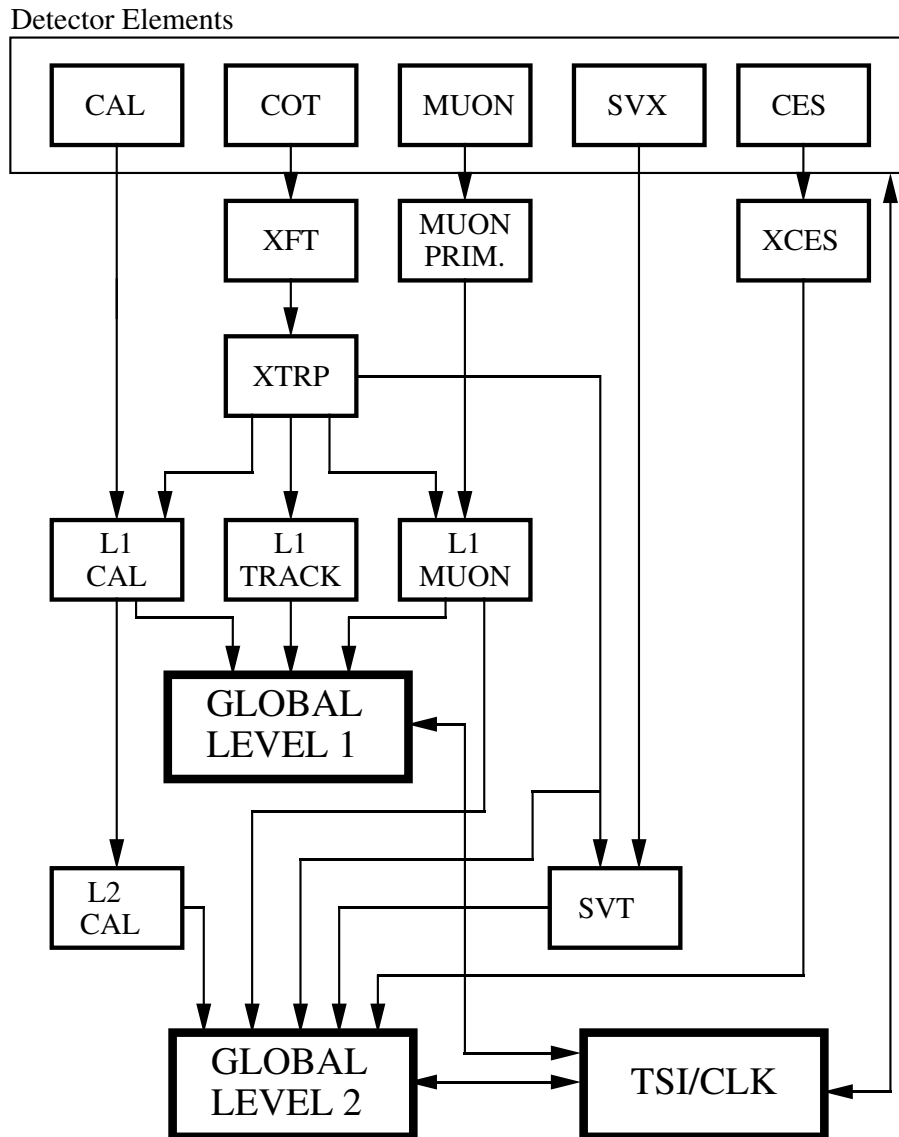 Detector Elements
CAL
COT
MUON
SVX
CES
XFT
MUON
PRIM.
XCES
XTRP
L1
CAL
L1
TRACK
L1
MUON
GLOBAL
LEVEL 1
L2
CAL
SVT
GLOBAL
LEVEL 2
TSI/CLK